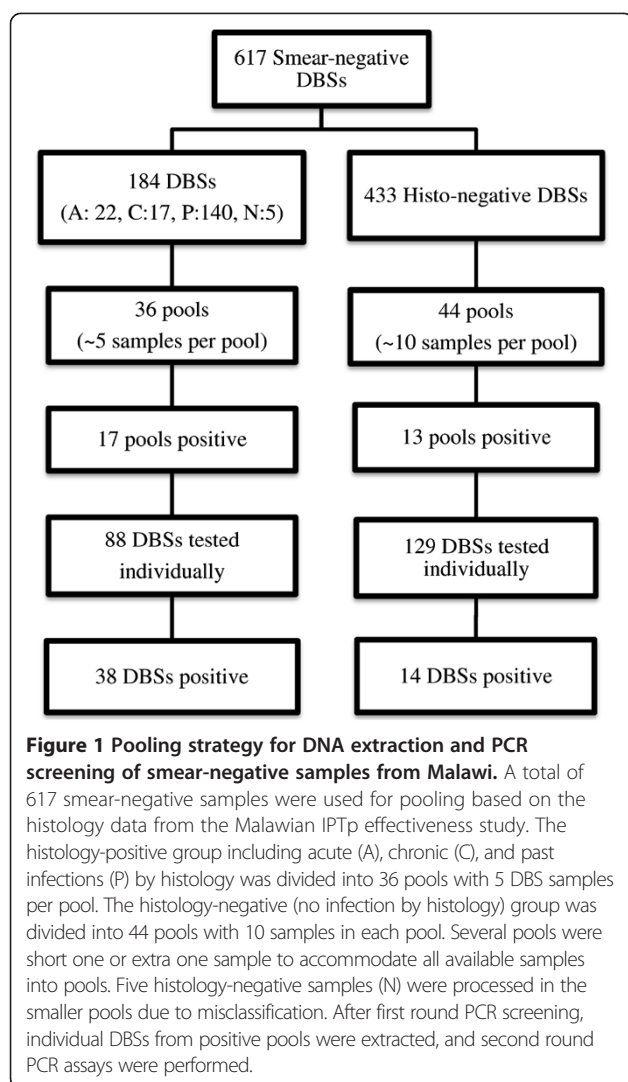 617 Smear-negative
DBSs
184 DBSs
(A: 22, C:17, P:140, N:5)
433 Histo-negative DBSs
36 pools
(~5 samples per pool)
44 pools
(~10 samples per pool)
17 pools positive
13 pools positive
88 DBSs tested
individually
129 DBSs tested
individually
38 DBSs positive
14 DBSs positive
Figure 1 Pooling strategy for DNA extraction and PCR
screening of smear-negative samples from Malawi. A total of
617 smear-negative samples were used for pooling based on the
histology data from the Malawian IPTp effectiveness study. The
histology-positive group including acute (A), chronic (C), and past
infections (P) by histology was divided into 36 pools with 5 DBS samples
per pool. The histology-negative (no infection by histology) group was
divided into 44 pools with 10 samples in each pool. Several pools were
short one or extra one sample to accommodate all available samples
into pools. Five histology-negative samples (N) were processed in the
smaller pools due to misclassification. After first round PCR screening,
individual DBSs from positive pools were extracted, and second round
PCR assays were performed.